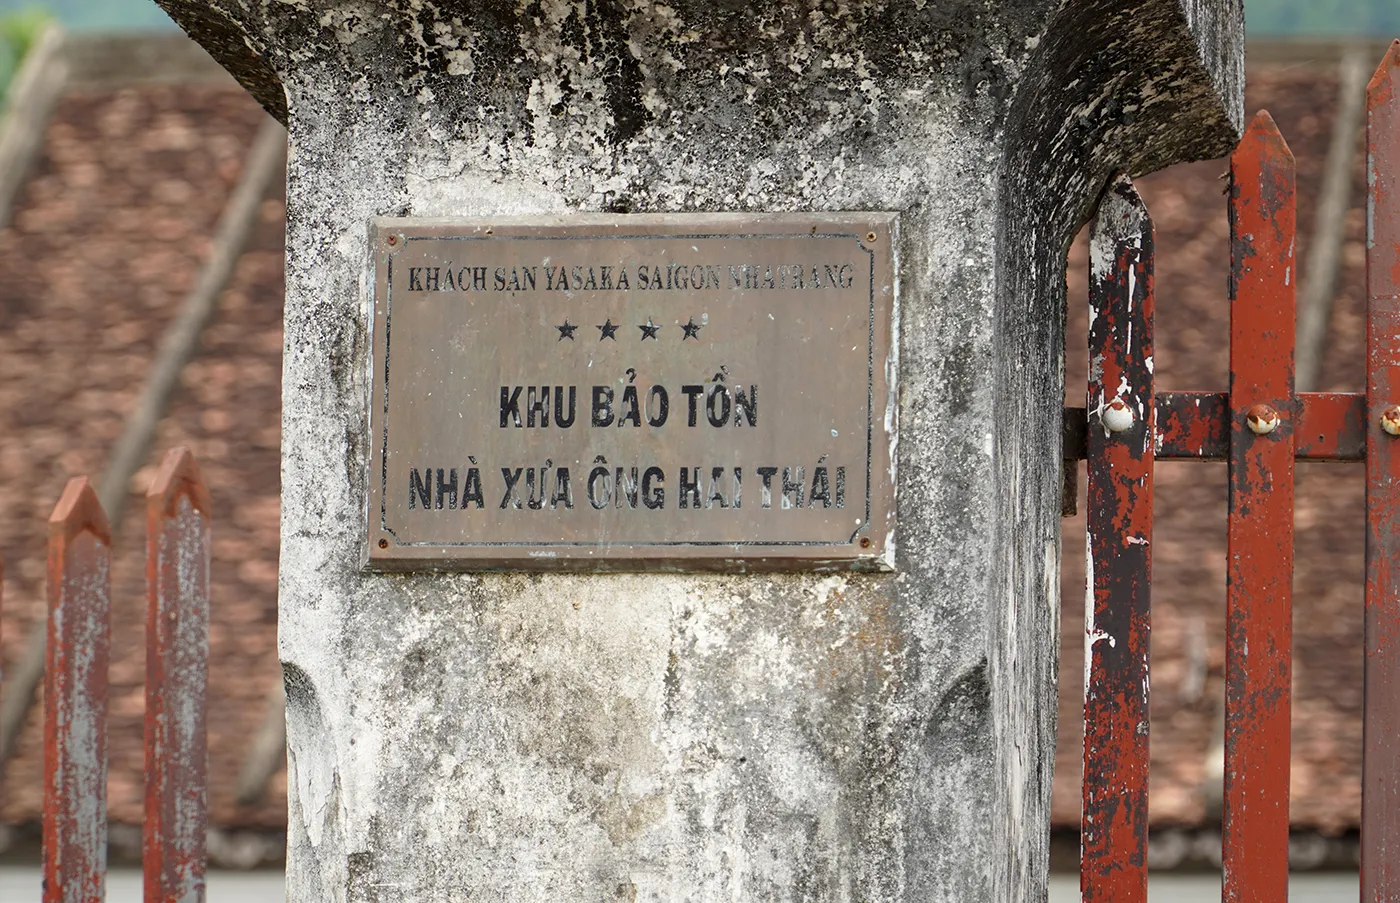 KHÁCH SẠN YASAKA SAIGON NHATRANG
★ ★ ★ ★
KHU BẢO TỒN
NHÀ XƯA ÔNG HAI THÁI